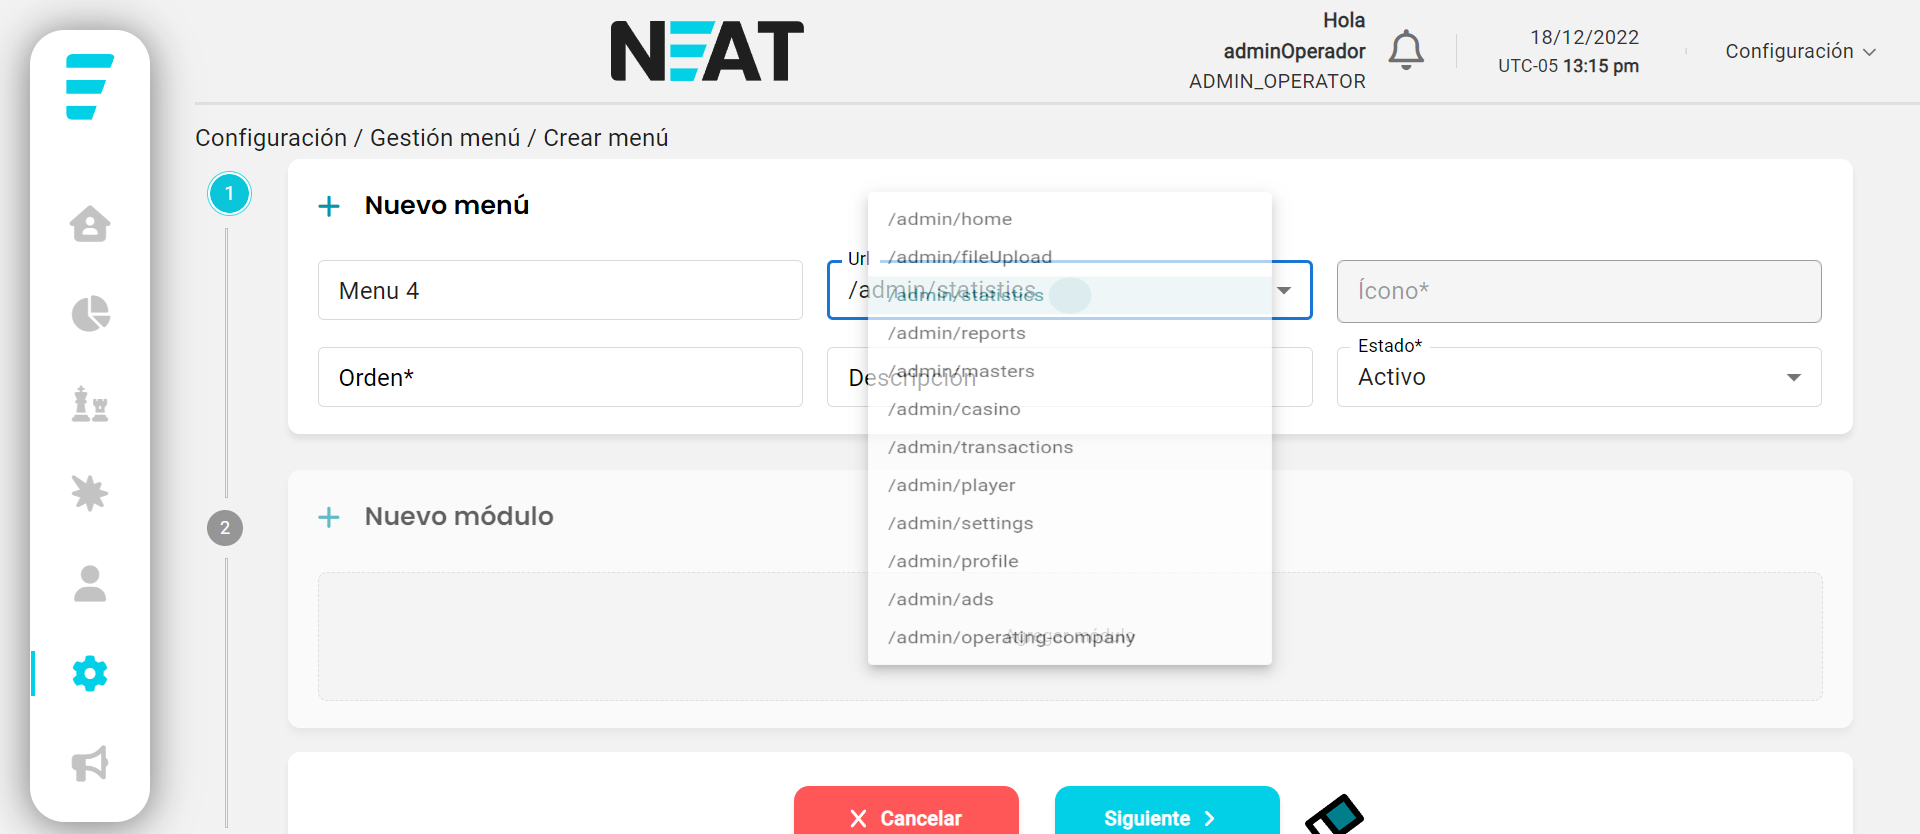 NEAT
Hola
adminOperador
ADMIN_OPERATOR
18/12/2022
UTC-05 13:15 pm
Configuración
Configuración / Gestión menú / Crear menú
1
Nuevo menú
Menu 4
Url
/admin/statistics
Ícono*
Orden*
Descripción
Estado*
Activo
/admin/home
/admin/fileUpload
/admin/statistics
/admin/reports
/admin/masters
/admin/casino
/admin/transactions
/admin/player
/admin/settings
/admin/profile
/admin/ads
/admin/operating-company
2
Nuevo módulo
Agregar módulo
Cancelar
Siguiente